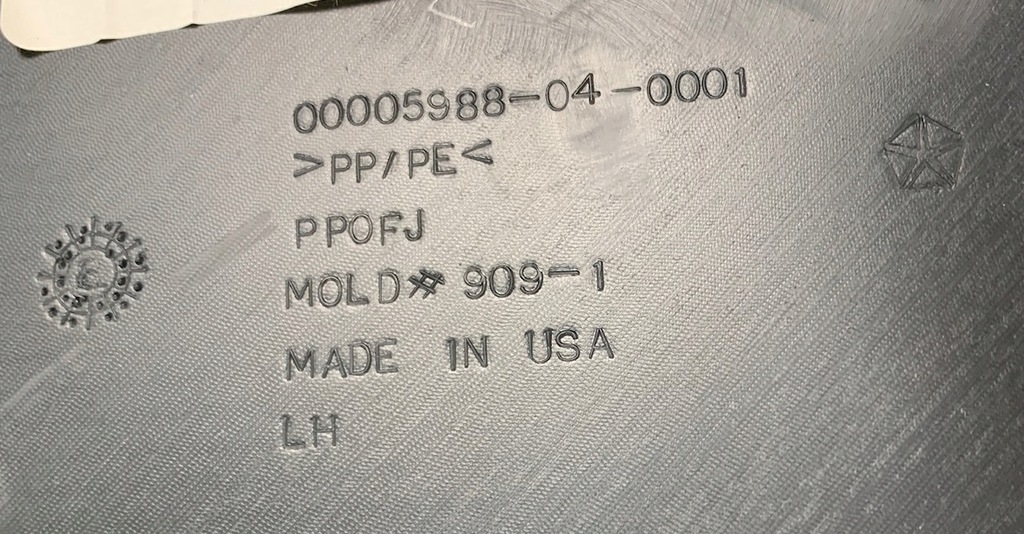 00005988-04-0001
>PP/PE<
PPOFJ
MOLD# 909-1
MADE IN USA
LH